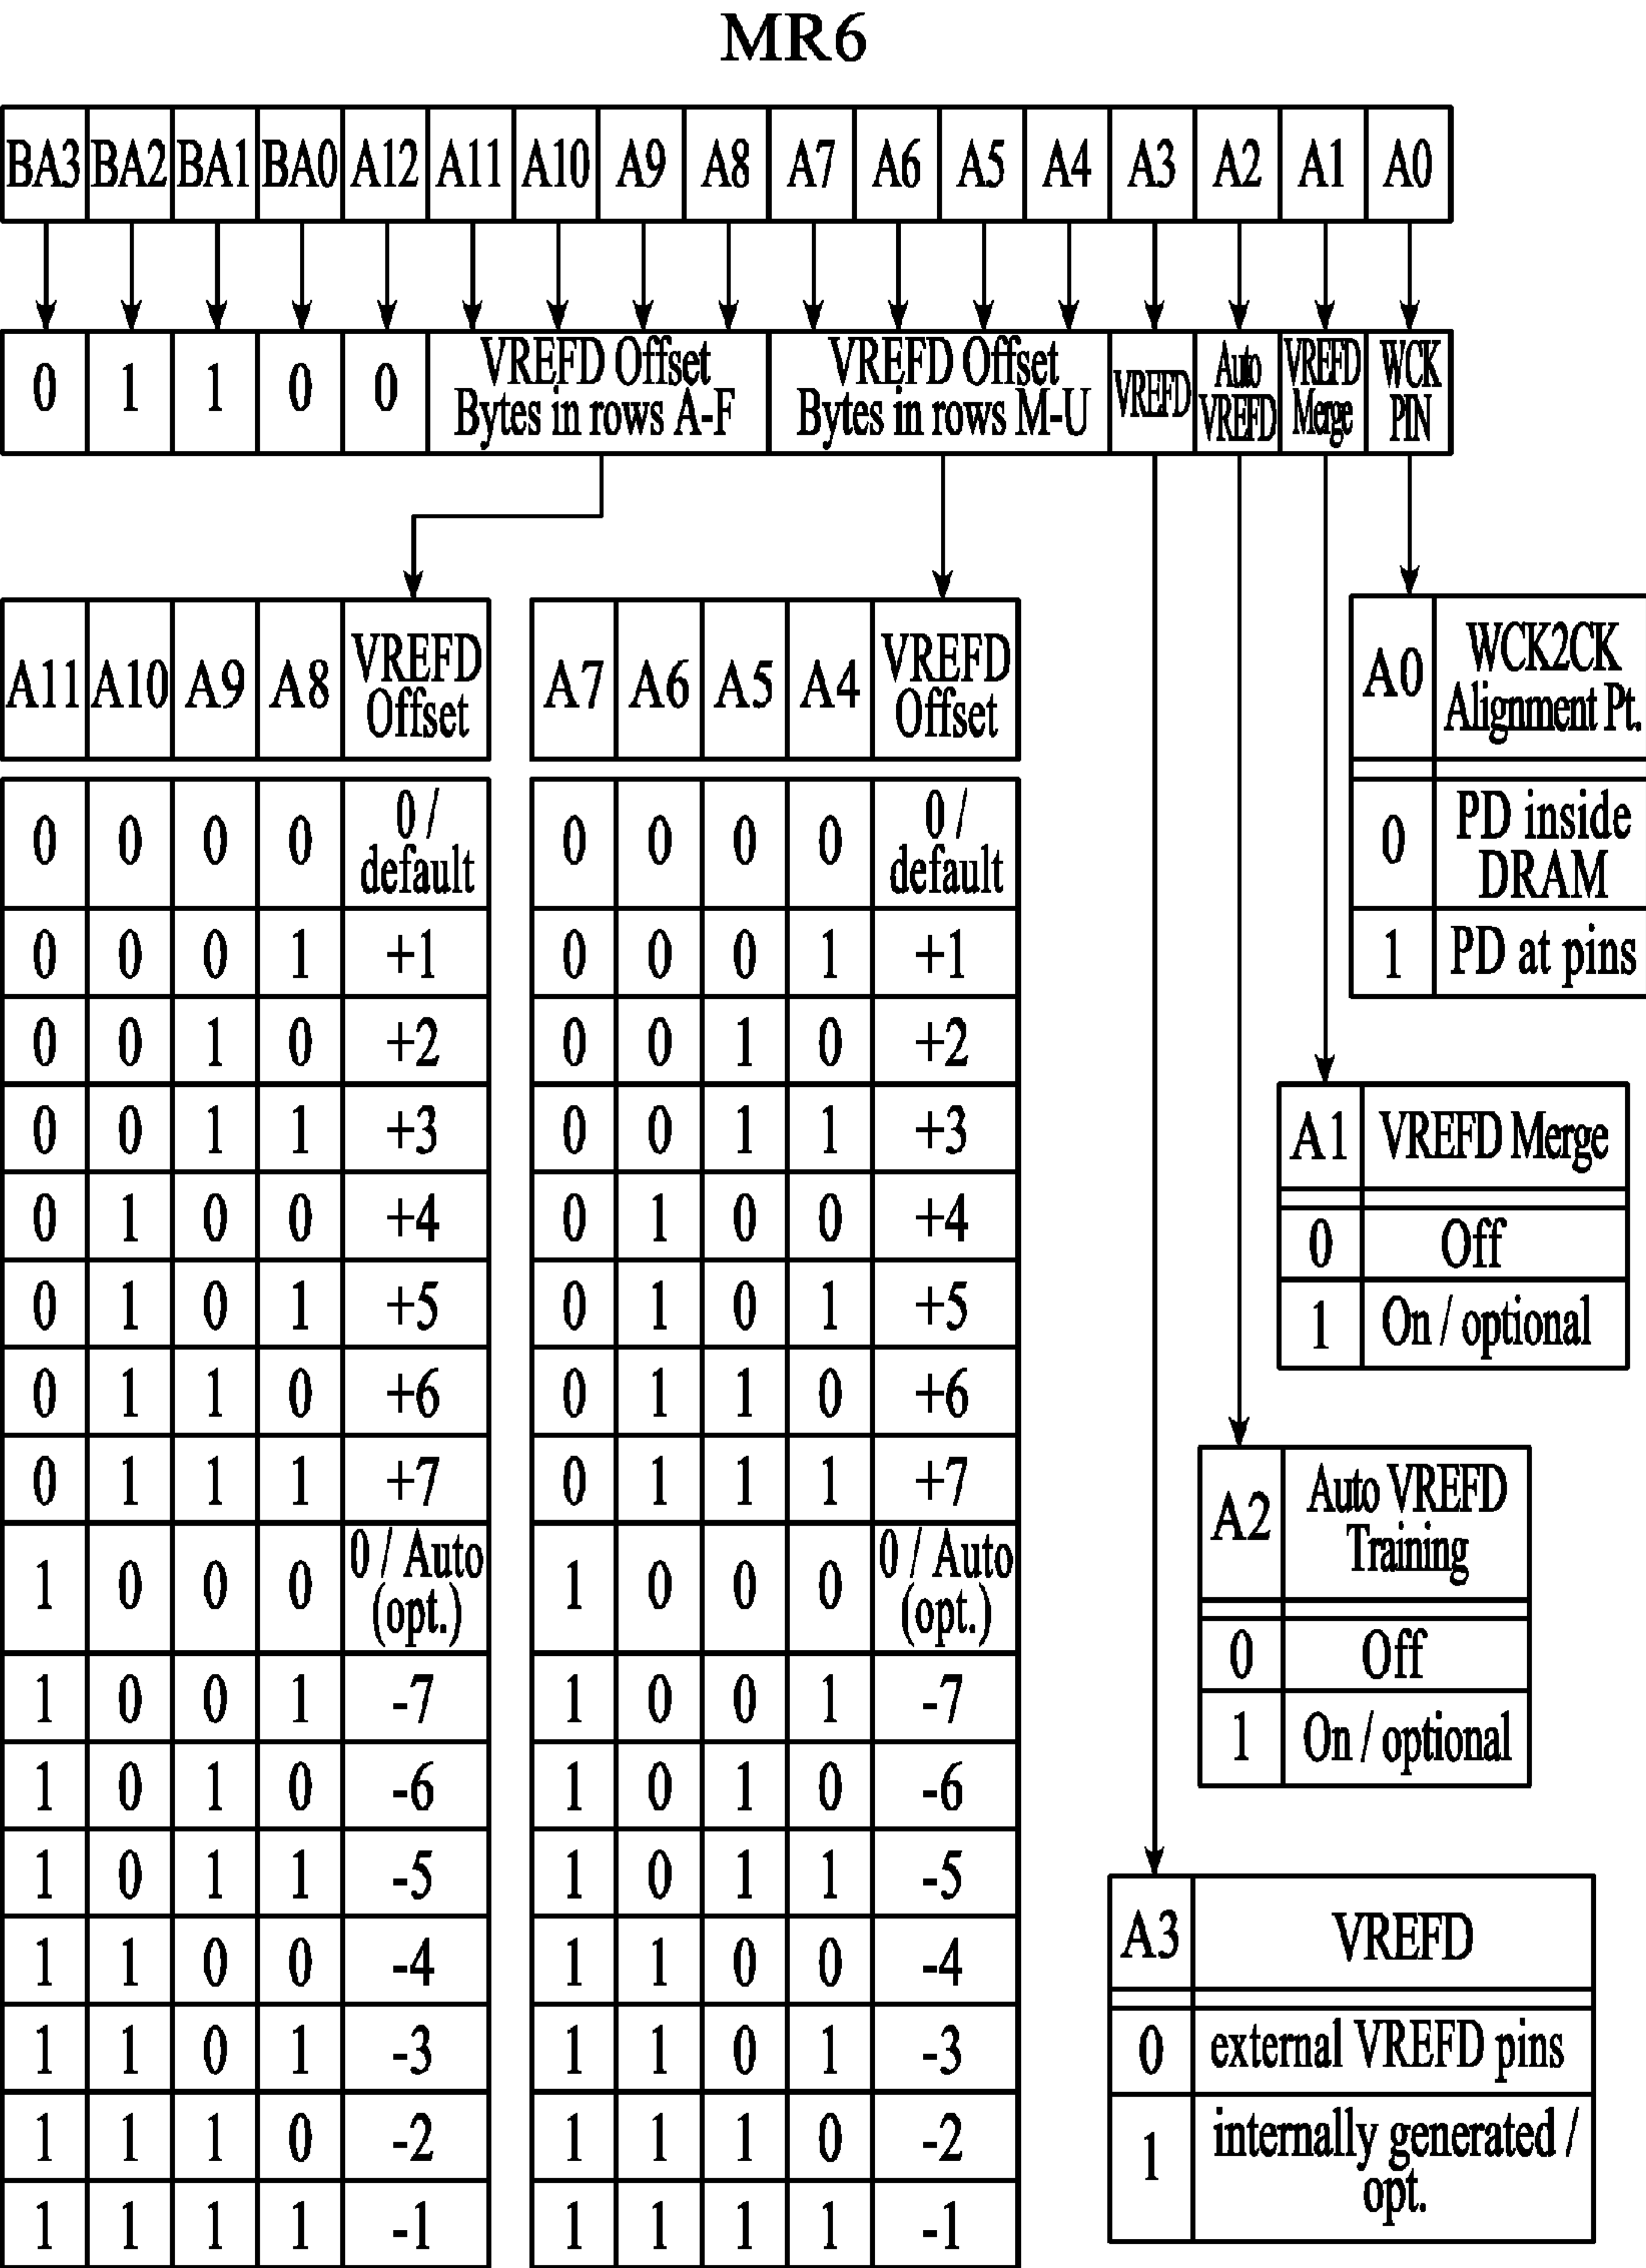 MR6
BA3 BA2 BA1 BA0 A12 A11 A10 A9 A8 A7 A6 A5 A4 A3 A2 A1 A0
0 1 1 0 0
VREFD Offset
Bytes in rows A-F
VREFD Offset
Bytes in rows M-U
VREFD
Auto
VREFD
VREFD
Merge
WCK
PIN
A11 A10 A9 A8 VREFD
Offset
0 0 0 0 0 /
default
0 0 0 1 +1
0 0 1 0 +2
0 0 1 1 +3
0 1 0 0 +4
0 1 0 1 +5
0 1 1 0 +6
0 1 1 1 +7
1 0 0 0 0 / Auto
(opt.)
1 0 0 1 -7
1 0 1 0 -6
1 0 1 1 -5
1 1 0 0 -4
1 1 0 1 -3
1 1 1 0 -2
1 1 1 1 -1
A7 A6 A5 A4 VREFD
Offset
0 0 0 0 0 /
default
0 0 0 1 +1
0 0 1 0 +2
0 0 1 1 +3
0 1 0 0 +4
0 1 0 1 +5
0 1 1 0 +6
0 1 1 1 +7
1 0 0 0 0 / Auto
(opt.)
1 0 0 1 -7
1 0 1 0 -6
1 0 1 1 -5
1 1 0 0 -4
1 1 0 1 -3
1 1 1 0 -2
1 1 1 1 -1
A0 WCK2CK
Alignment Pt.
0 PD inside
DRAM
1 PD at pins
A1 VREFD Merge
0 Off
1 On / optional
A2 Auto VREFD
Training
0 Off
1 On / optional
A3 VREFD
0 external VREFD pins
1 internally generated /
opt.